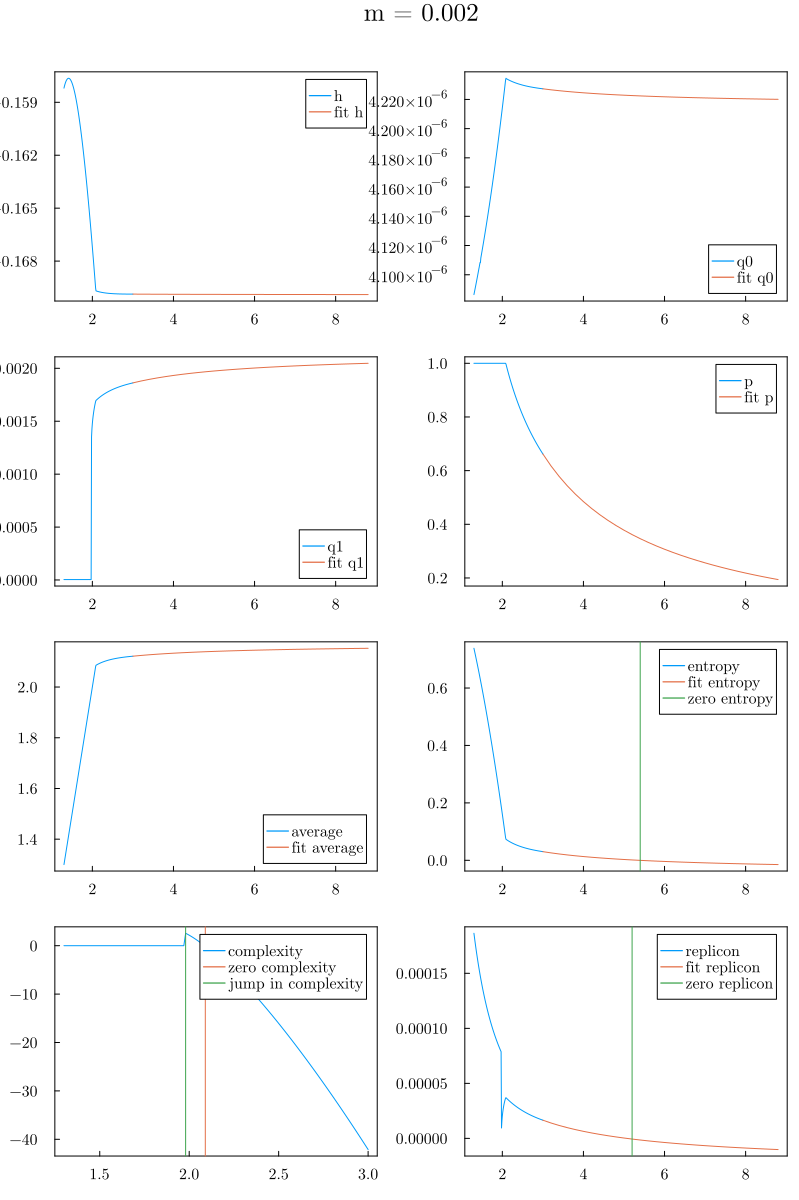 m = 0.002
h
fit h
-0.159
-0.162
-0.165
-0.168
2 4 6 8
4.220×10⁻⁶
4.200×10⁻⁶
4.180×10⁻⁶
4.160×10⁻⁶
4.140×10⁻⁶
4.120×10⁻⁶
4.100×10⁻⁶
q0
fit q0
2 4 6 8
0.0020
0.0015
0.0010
0.0005
0.0000
q1
fit q1
2 4 6 8
1.0
0.8
0.6
0.4
0.2
p
fit p
2 4 6 8
2.0
1.8
1.6
1.4
average
fit average
2 4 6 8
0.6
0.4
0.2
0.0
entropy
fit entropy
zero entropy
2 4 6 8
0
−10
−20
−30
−40
complexity
zero complexity
jump in complexity
1.5 2.0 2.5 3.0
0.00015
0.00010
0.00005
0.00000
replicon
fit replicon
zero replicon
2 4 6 8